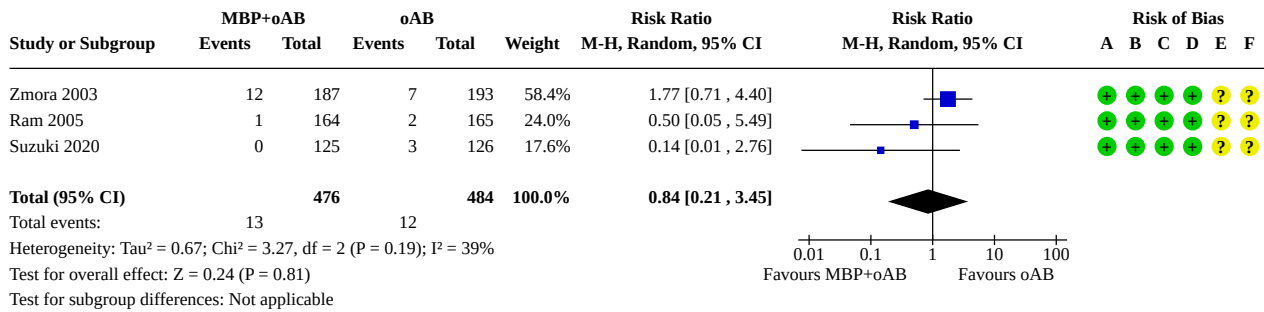 MBP+oAB oAB Risk Ratio Risk Ratio Risk of Bias
Study or Subgroup Events Total Events Total Weight M-H, Random, 95% CI M-H, Random, 95% CI A B C D E F
Zmora 2003 12 187 7 193 58.4% 1.77 [0.71 , 4.40] + + + + ? ?
Ram 2005 1 164 2 165 24.0% 0.50 [0.05 , 5.49] + + + + ? ?
Suzuki 2020 0 125 3 126 17.6% 0.14 [0.01 , 2.76] + + + + ? ?
Total (95% CI) 476 484 100.0% 0.84 [0.21 , 3.45]
Total events: 13 12
Heterogeneity: Tau² = 0.67; Chi² = 3.27, df = 2 (P = 0.19); I² = 39%
0.01 0.1 1 10 100
Test for overall effect: Z = 0.24 (P = 0.81) Favours MBP+oAB Favours oAB
Test for subgroup differences: Not applicable